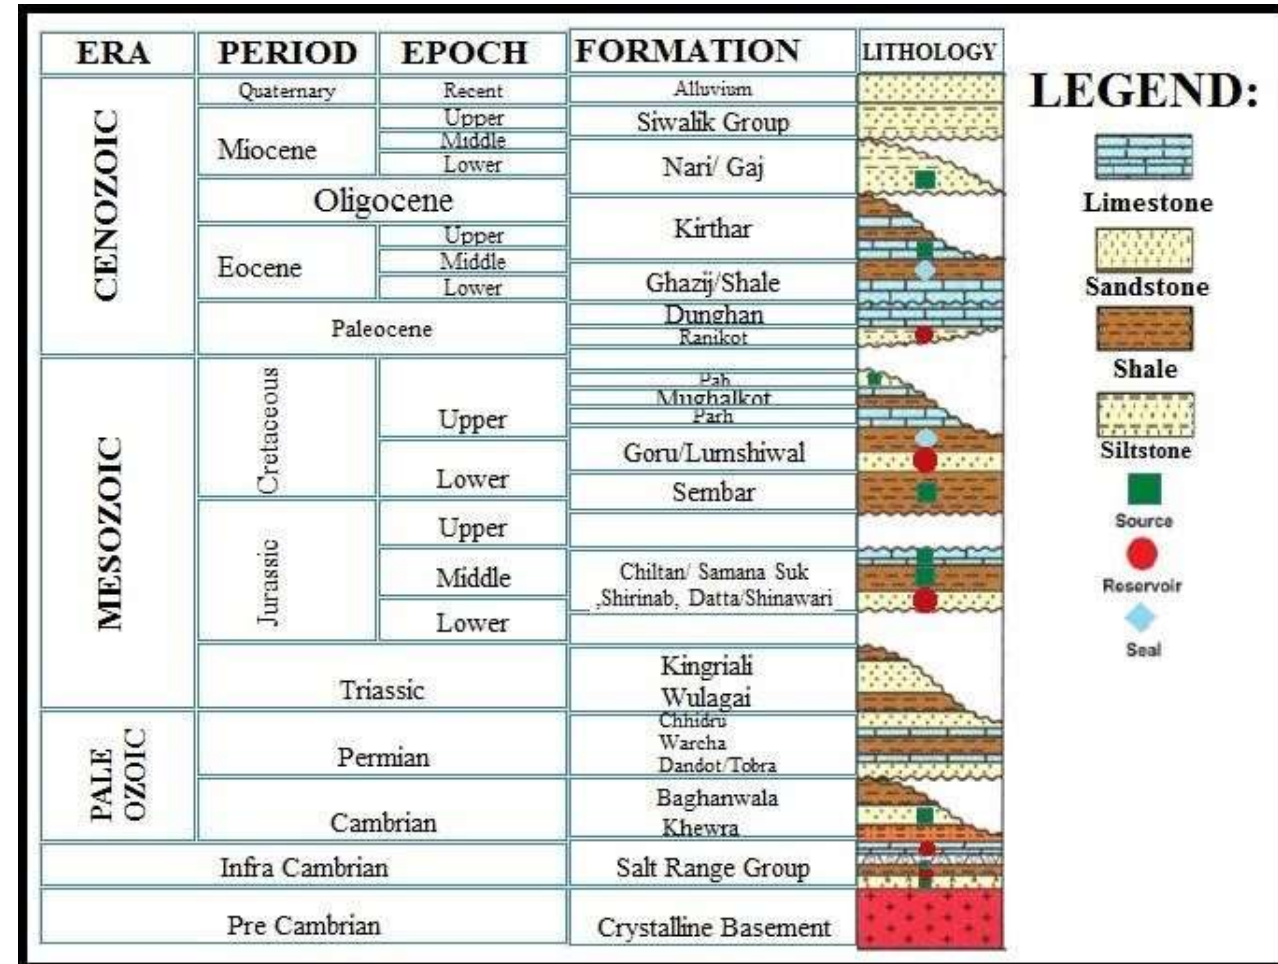 ERA PERIOD EPOCH FORMATION LITHOLOGY
LEGEND:
CENOZOIC
Quaternary Recent Alluvium
Miocene
Upper
Middle
Lower
Siwalik Group
Nari/ Gaj
Oligocene
Eocene
Upper
Middle
Lower
Kirthar
Ghazij/Shale
Paleocene
Dunghan
Ranikot
MESOZOIC
Cretaceous
Upper
Lower
Pab
Mughalkot
Parh
Goru/Lumshiwal
Sembar
Jurassic
Upper
Middle
Lower
Chiltan/ Samana Suk
,Shirinab, Datta/Shinawari
Triassic
Kingriali
Wulagai
PALE
OZOIC
Permian
Chhidru
Warcha
Dandot/Tobra
Cambrian
Baghanwala
Khewra
Infra Cambrian Salt Range Group
Pre Cambrian Crystalline Basement
Limestone
Sandstone
Shale
Siltstone
Source
Reservoir
Seal